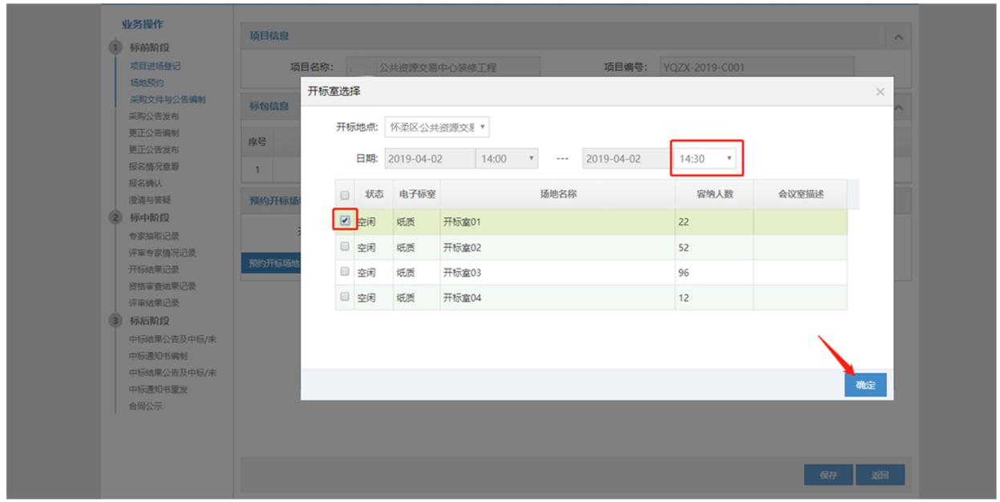 业务操作
1 标前阶段
项目进场登记
场地预约
采购文件与公告编制
采购公告发布
更正公告编制
更正公告发布
报名情况查看
报名确认
澄清与答疑
2 标中阶段
专家抽取记录
评审专家情况记录
开标结果记录
资格审查结果记录
评审结果记录
3 标后阶段
中标结果公告及中标/未
中标通知书编制
中标结果公告及中标/未
中标通知书重发
合同公示
项目信息
项目名称: 公共资源交易中心装修工程 项目编号: YQZX-2019-C001
标包信息
序号
1
预约开标场
预约开标场地
开标室选择
开标地点: 怀柔区公共资源交易
日期: 2019-04-02 14:00 --- 2019-04-02 14:30
状态 电子标室 场地名称 容纳人数 会议室描述
空闲 纸质 开标室01 22
空闲 纸质 开标室02 52
空闲 纸质 开标室03 96
空闲 纸质 开标室04 12
确定
保存 返回